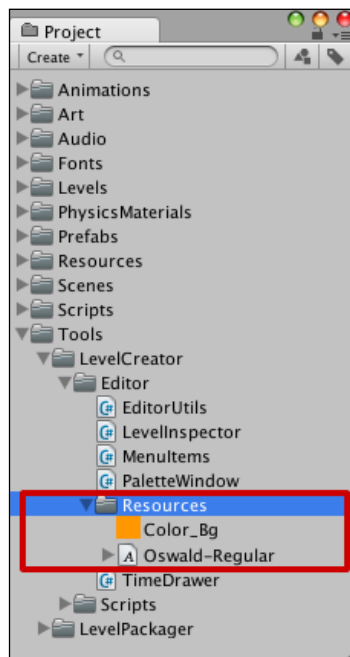 Project
Create
Animations
Art
Audio
Fonts
Levels
PhysicsMaterials
Prefabs
Resources
Scenes
Scripts
Tools
LevelCreator
Editor
EditorUtils
LevelInspector
MenuItems
PaletteWindow
Resources
Color_Bg
Oswald-Regular
TimeDrawer
Scripts
LevelPackager